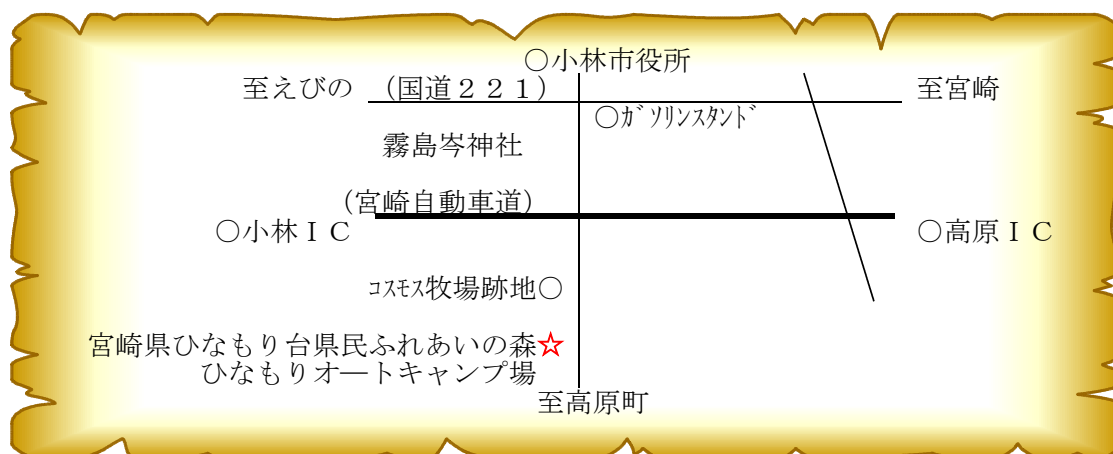 ○小林市役所
至えびの
(国道221)
至宮崎
○ガソリンスタンド
霧島岑神社
(宮崎自動車道)
○小林IC
○高原IC
コスモス牧場跡地○
宮崎県ひなもり台県民ふれあいの森☆
ひなもりオートキャンプ場
至高原町